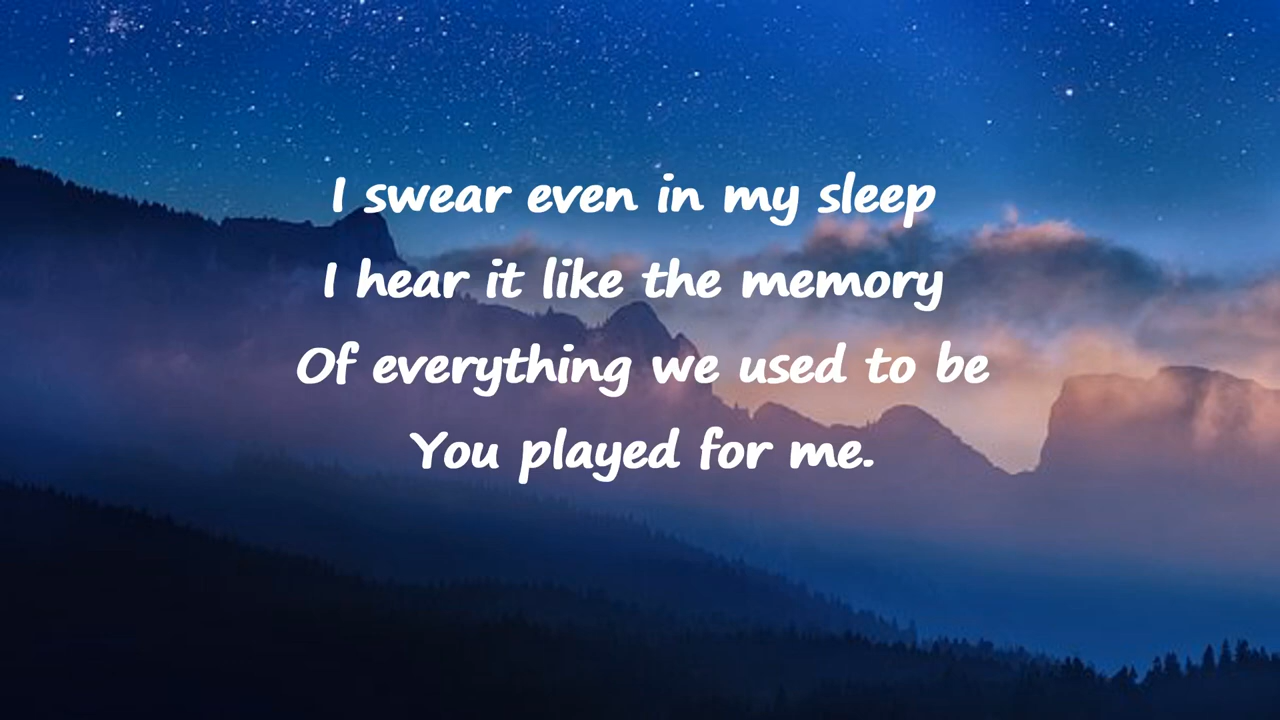 I swear even in my sleep
I hear it like the memory
Of everything we used to be
You played for me.